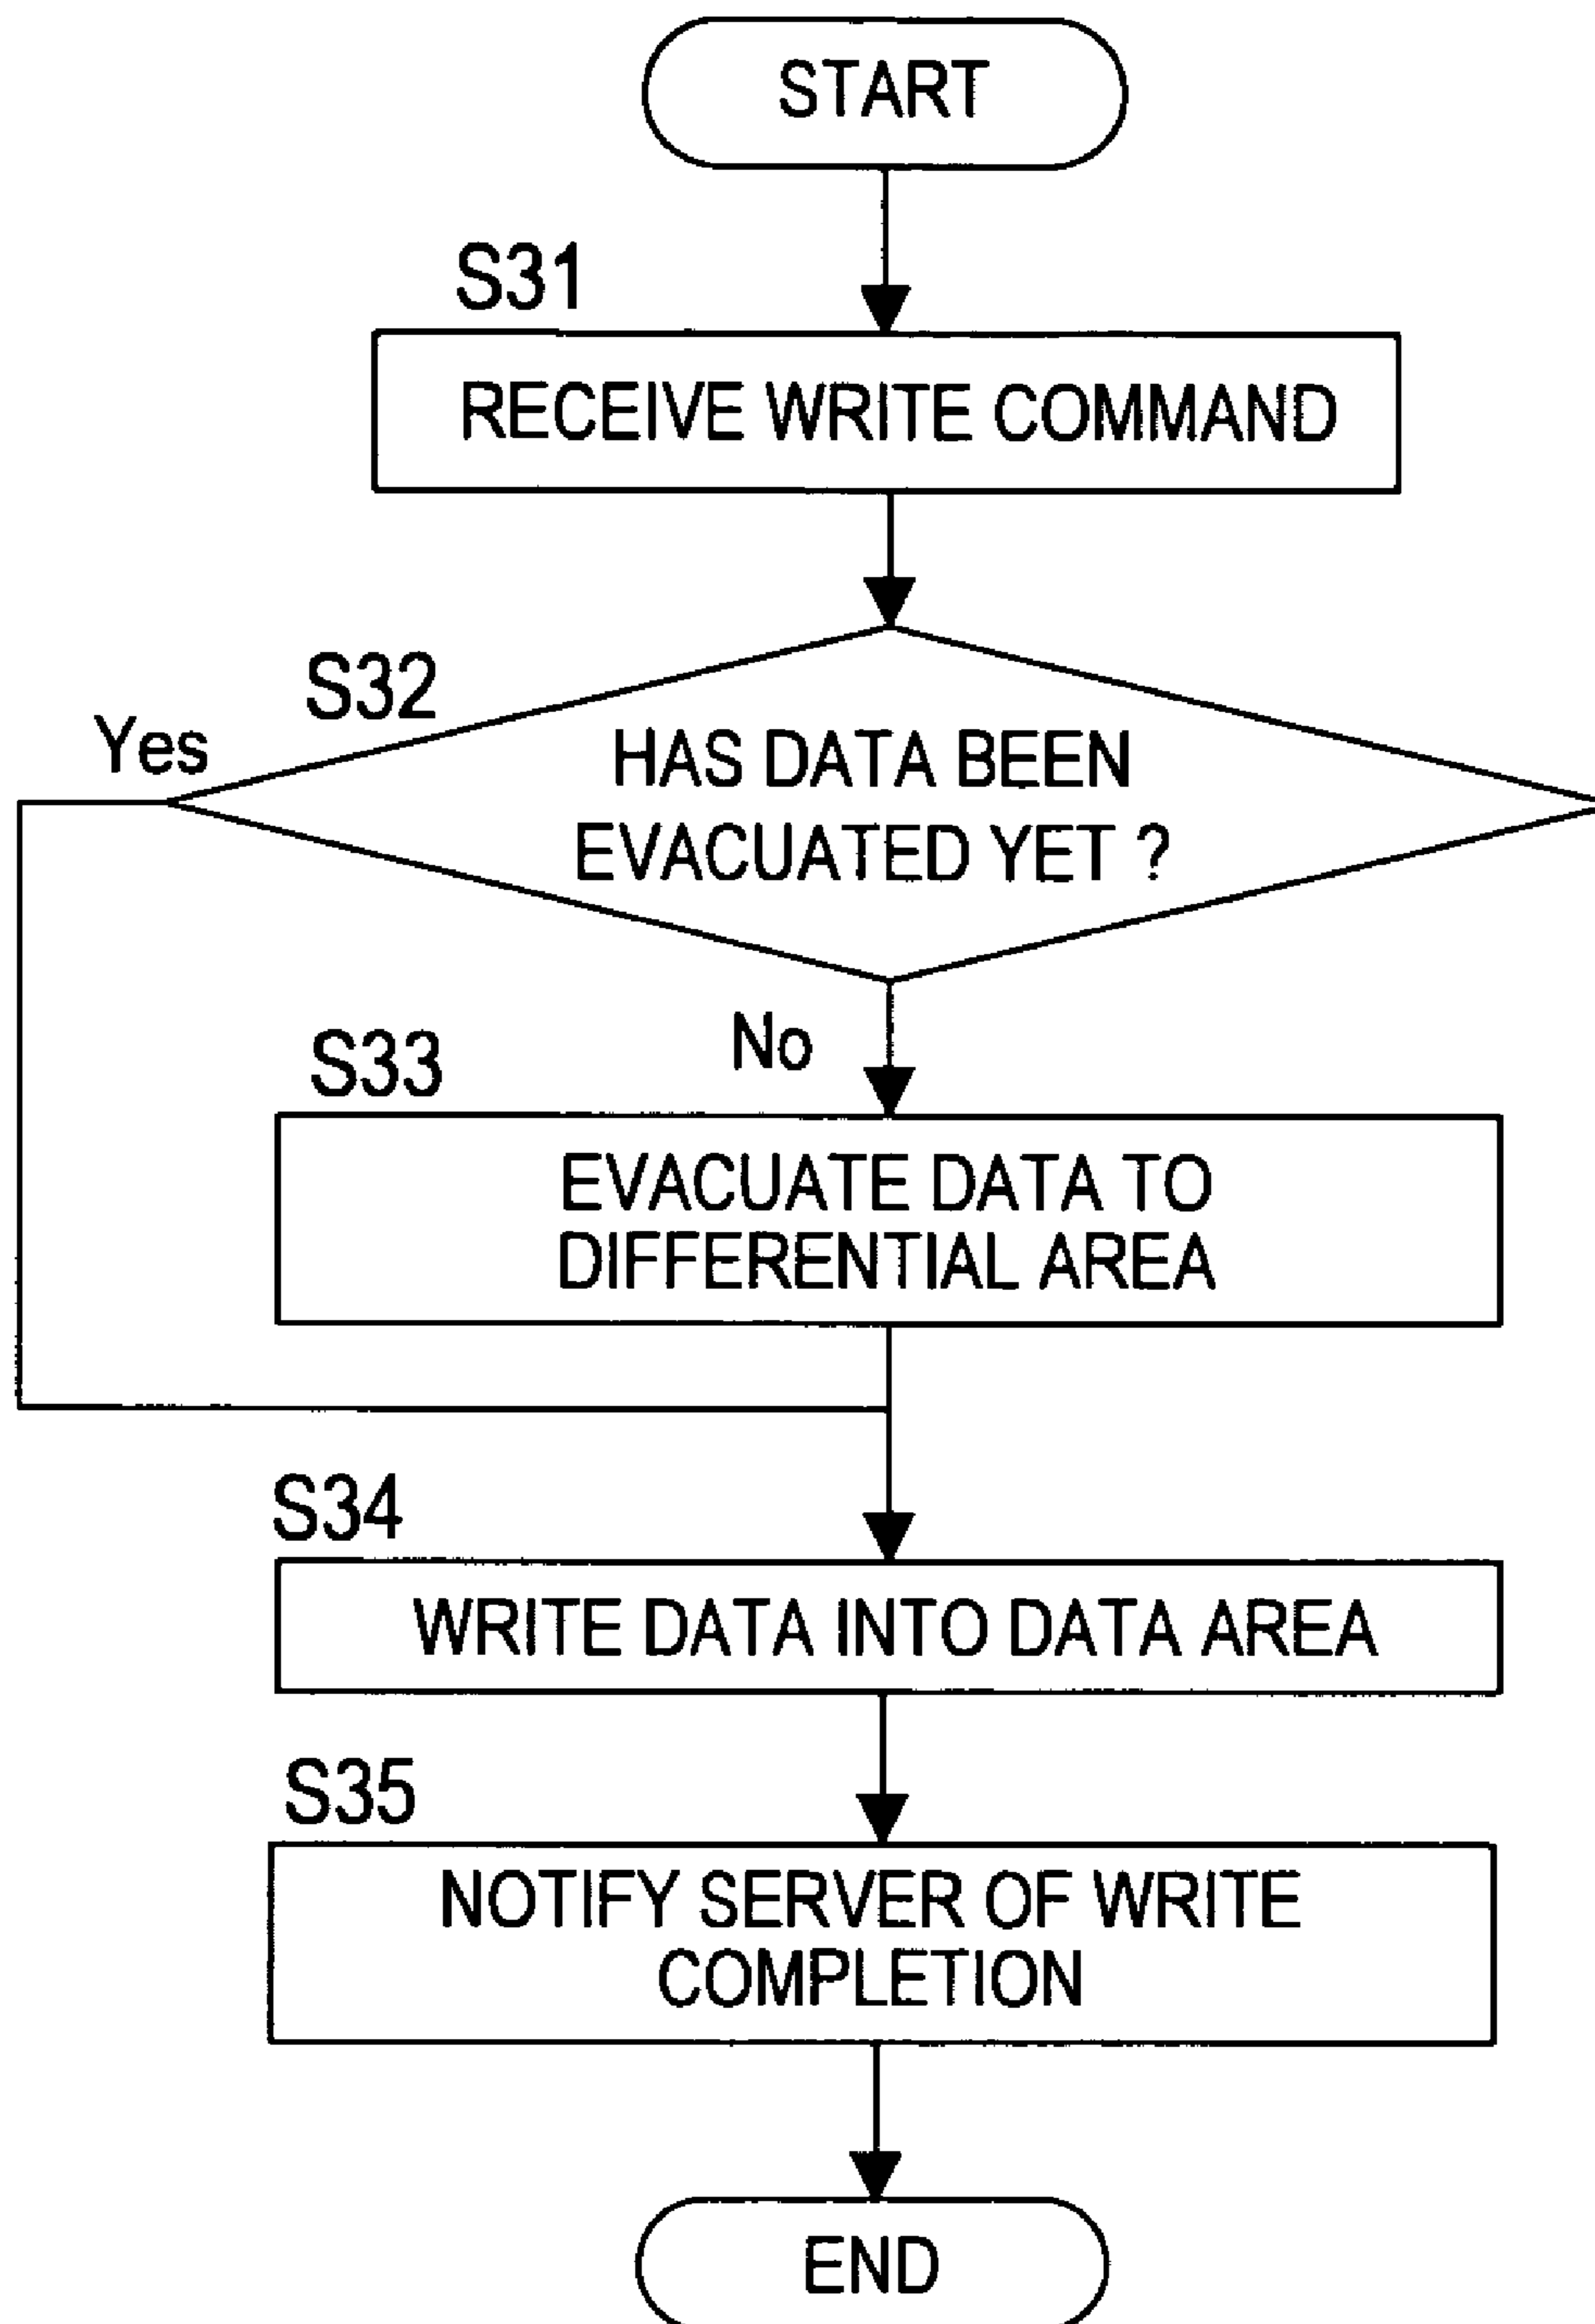 START
S31
RECEIVE WRITE COMMAND
S32
Yes
HAS DATA BEEN
EVACUATED YET ?
No
S33
EVACUATE DATA TO
DIFFERENTIAL AREA
S34
WRITE DATA INTO DATA AREA
S35
NOTIFY SERVER OF WRITE
COMPLETION
END